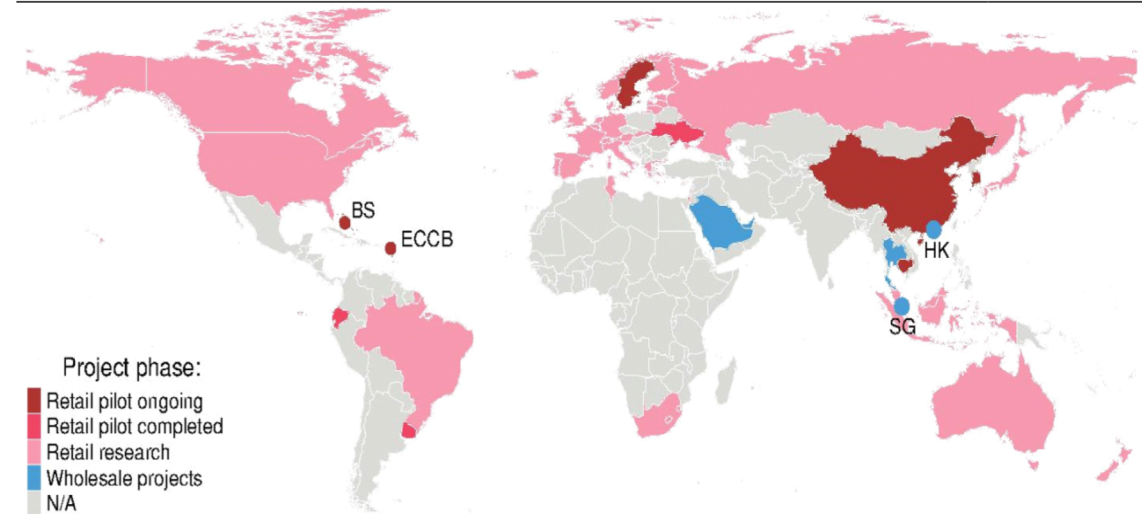 BS
ECCB
HK
SG
Project phase:
Retail pilot ongoing
Retail pilot completed
Retail research
Wholesale projects
N/A